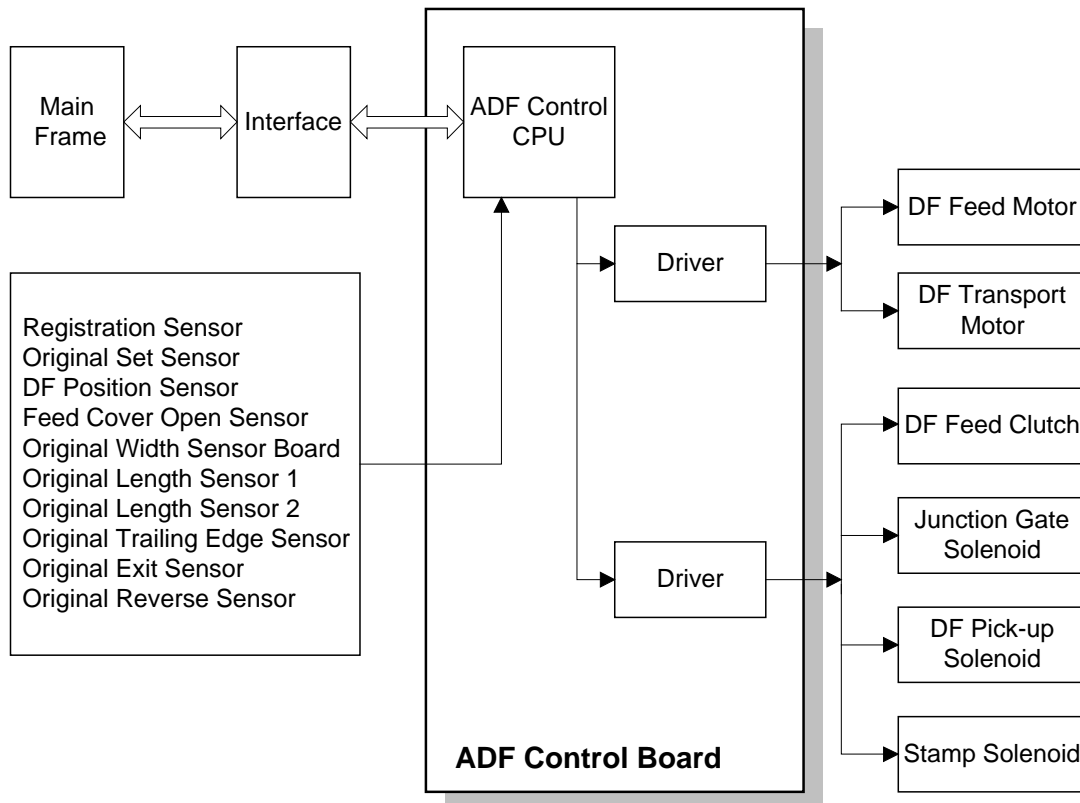 Main
Frame
Interface
ADF Control
CPU
Registration Sensor
Original Set Sensor
DF Position Sensor
Feed Cover Open Sensor
Original Width Sensor Board
Original Length Sensor 1
Original Length Sensor 2
Original Trailing Edge Sensor
Original Exit Sensor
Original Reverse Sensor
Driver
Driver
ADF Control Board
DF Feed Motor
DF Transport
Motor
DF Feed Clutch
Junction Gate
Solenoid
DF Pick-up
Solenoid
Stamp Solenoid